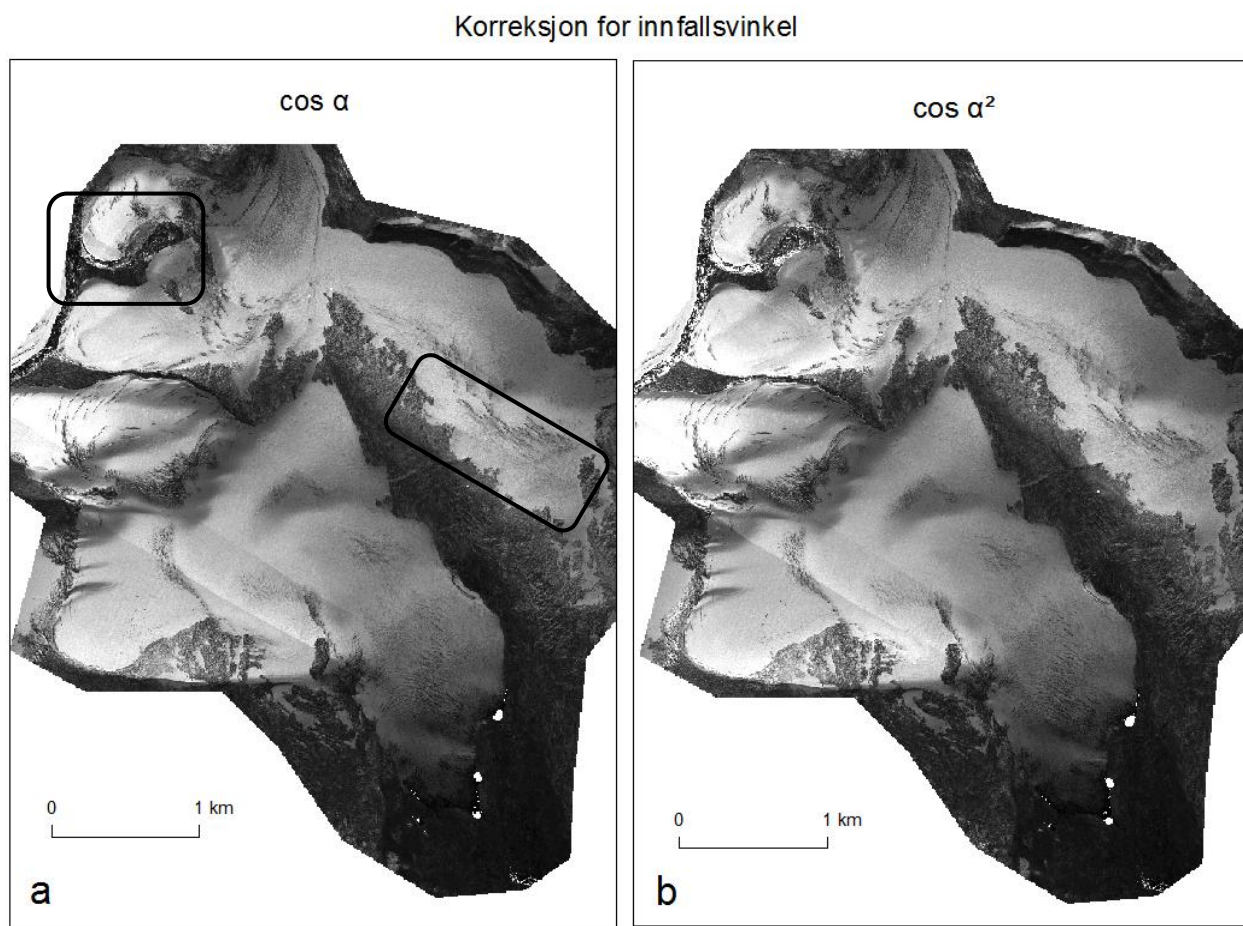 Korreksjon for innfallsvinkel
cos α
cos α²
0 1 km
0 1 km
a
b